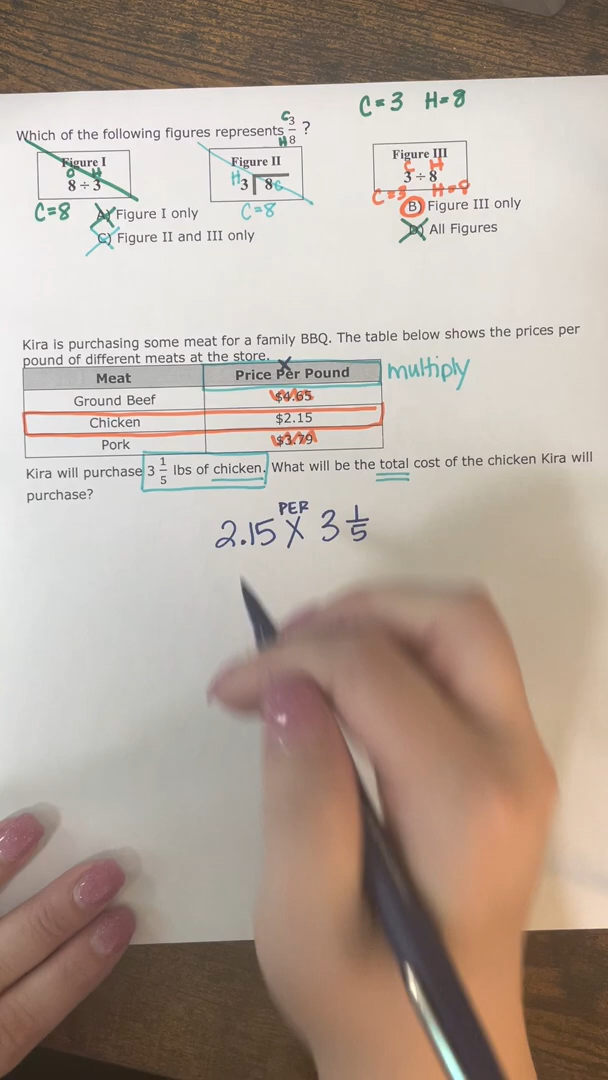 C=3 H=8
Which of the following figures represents 3/8 ?
C
H
Figure I
8 ÷ 3
C=8
Figure II
H 3 8 C
C=8
Figure III
C H
3 ÷ 8
C=3
A) Figure I only
B) Figure III only
C) Figure II and III only
D) All Figures
Kira is purchasing some meat for a family BBQ. The table below shows the prices per
pound of different meats at the store.
X
Meat Price Per Pound multiply
Ground Beef $4.65
Chicken $2.15
Pork $3.79
Kira will purchase 3 1/5 lbs of chicken. What will be the total cost of the chicken Kira will
purchase?
PER
2.15 X 3 1/5